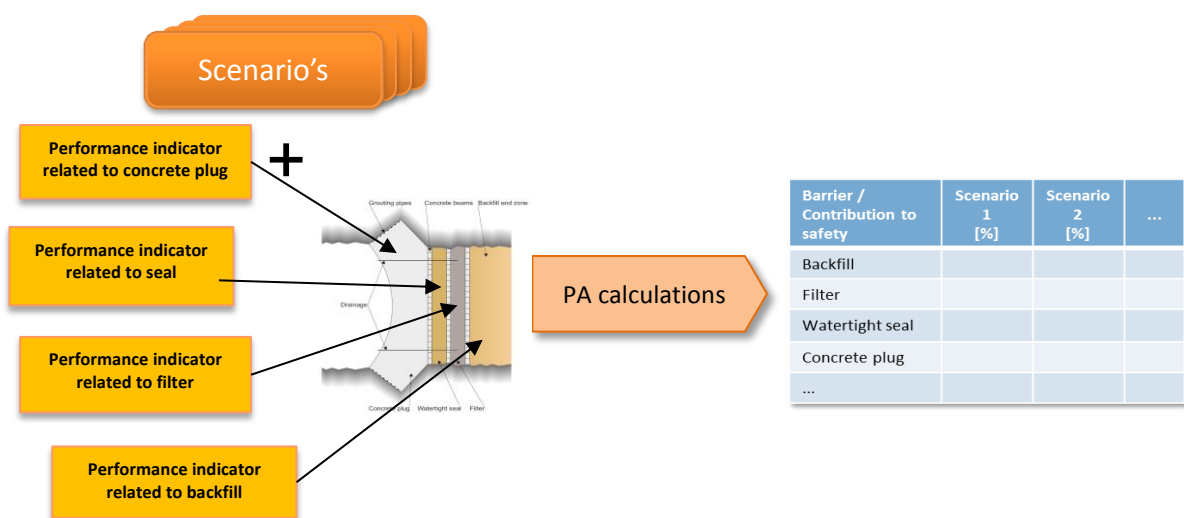 Scenario's
Performance indicator
related to concrete plug
+
Performance indicator
related to seal
Performance indicator
related to filter
Performance indicator
related to backfill
Grouting pipes
Concrete beams
Backfill end zone
Drainage
Concrete plug
Watertight seal
Filter
PA calculations
Barrier /
Contribution to
safety
Scenario
1
[%]
Scenario
2
[%]
...
Backfill
Filter
Watertight seal
Concrete plug
...